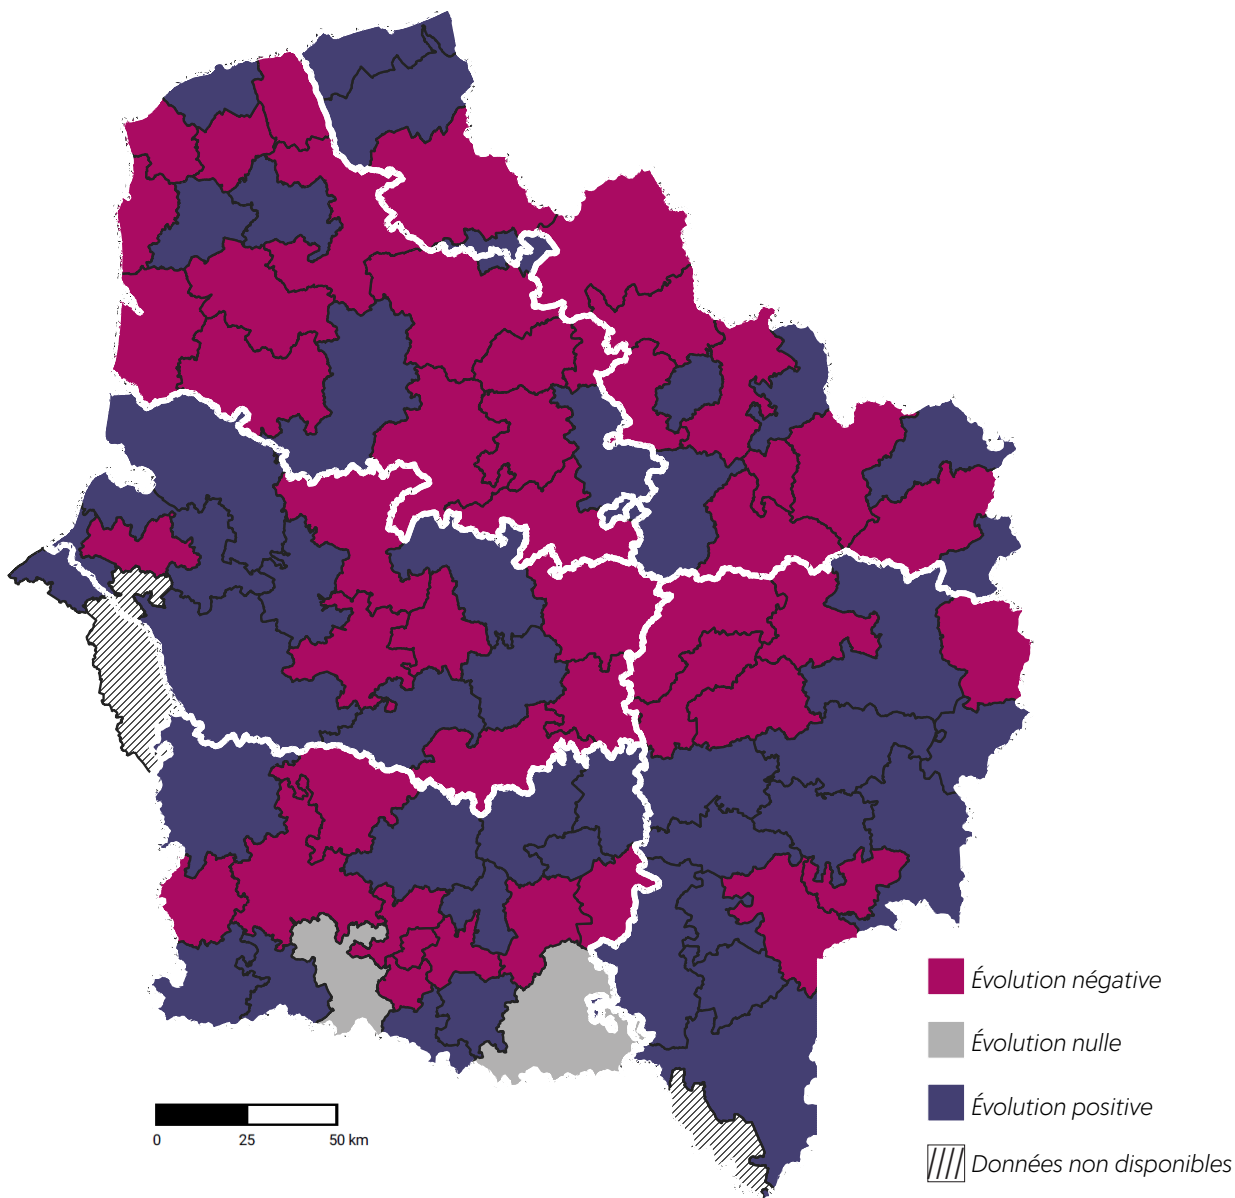 Évolution négative
Évolution nulle
Évolution positive
Données non disponibles
0 25 50 km